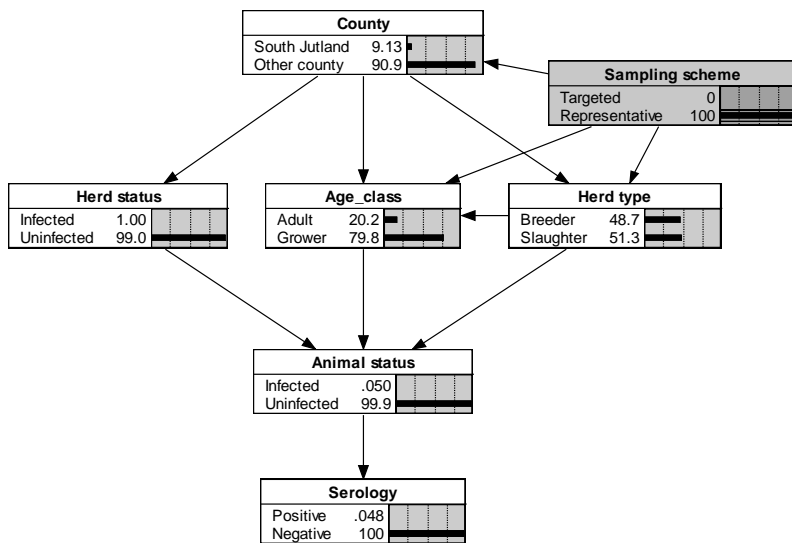 County
South Jutland 9.13
Other county 90.9
Sampling scheme
Targeted 0
Representative 100
Herd status
Infected 1.00
Uninfected 99.0
Age_class
Adult 20.2
Grower 79.8
Herd type
Breeder 48.7
Slaughter 51.3
Animal status
Infected .050
Uninfected 99.9
Serology
Positive .048
Negative 100